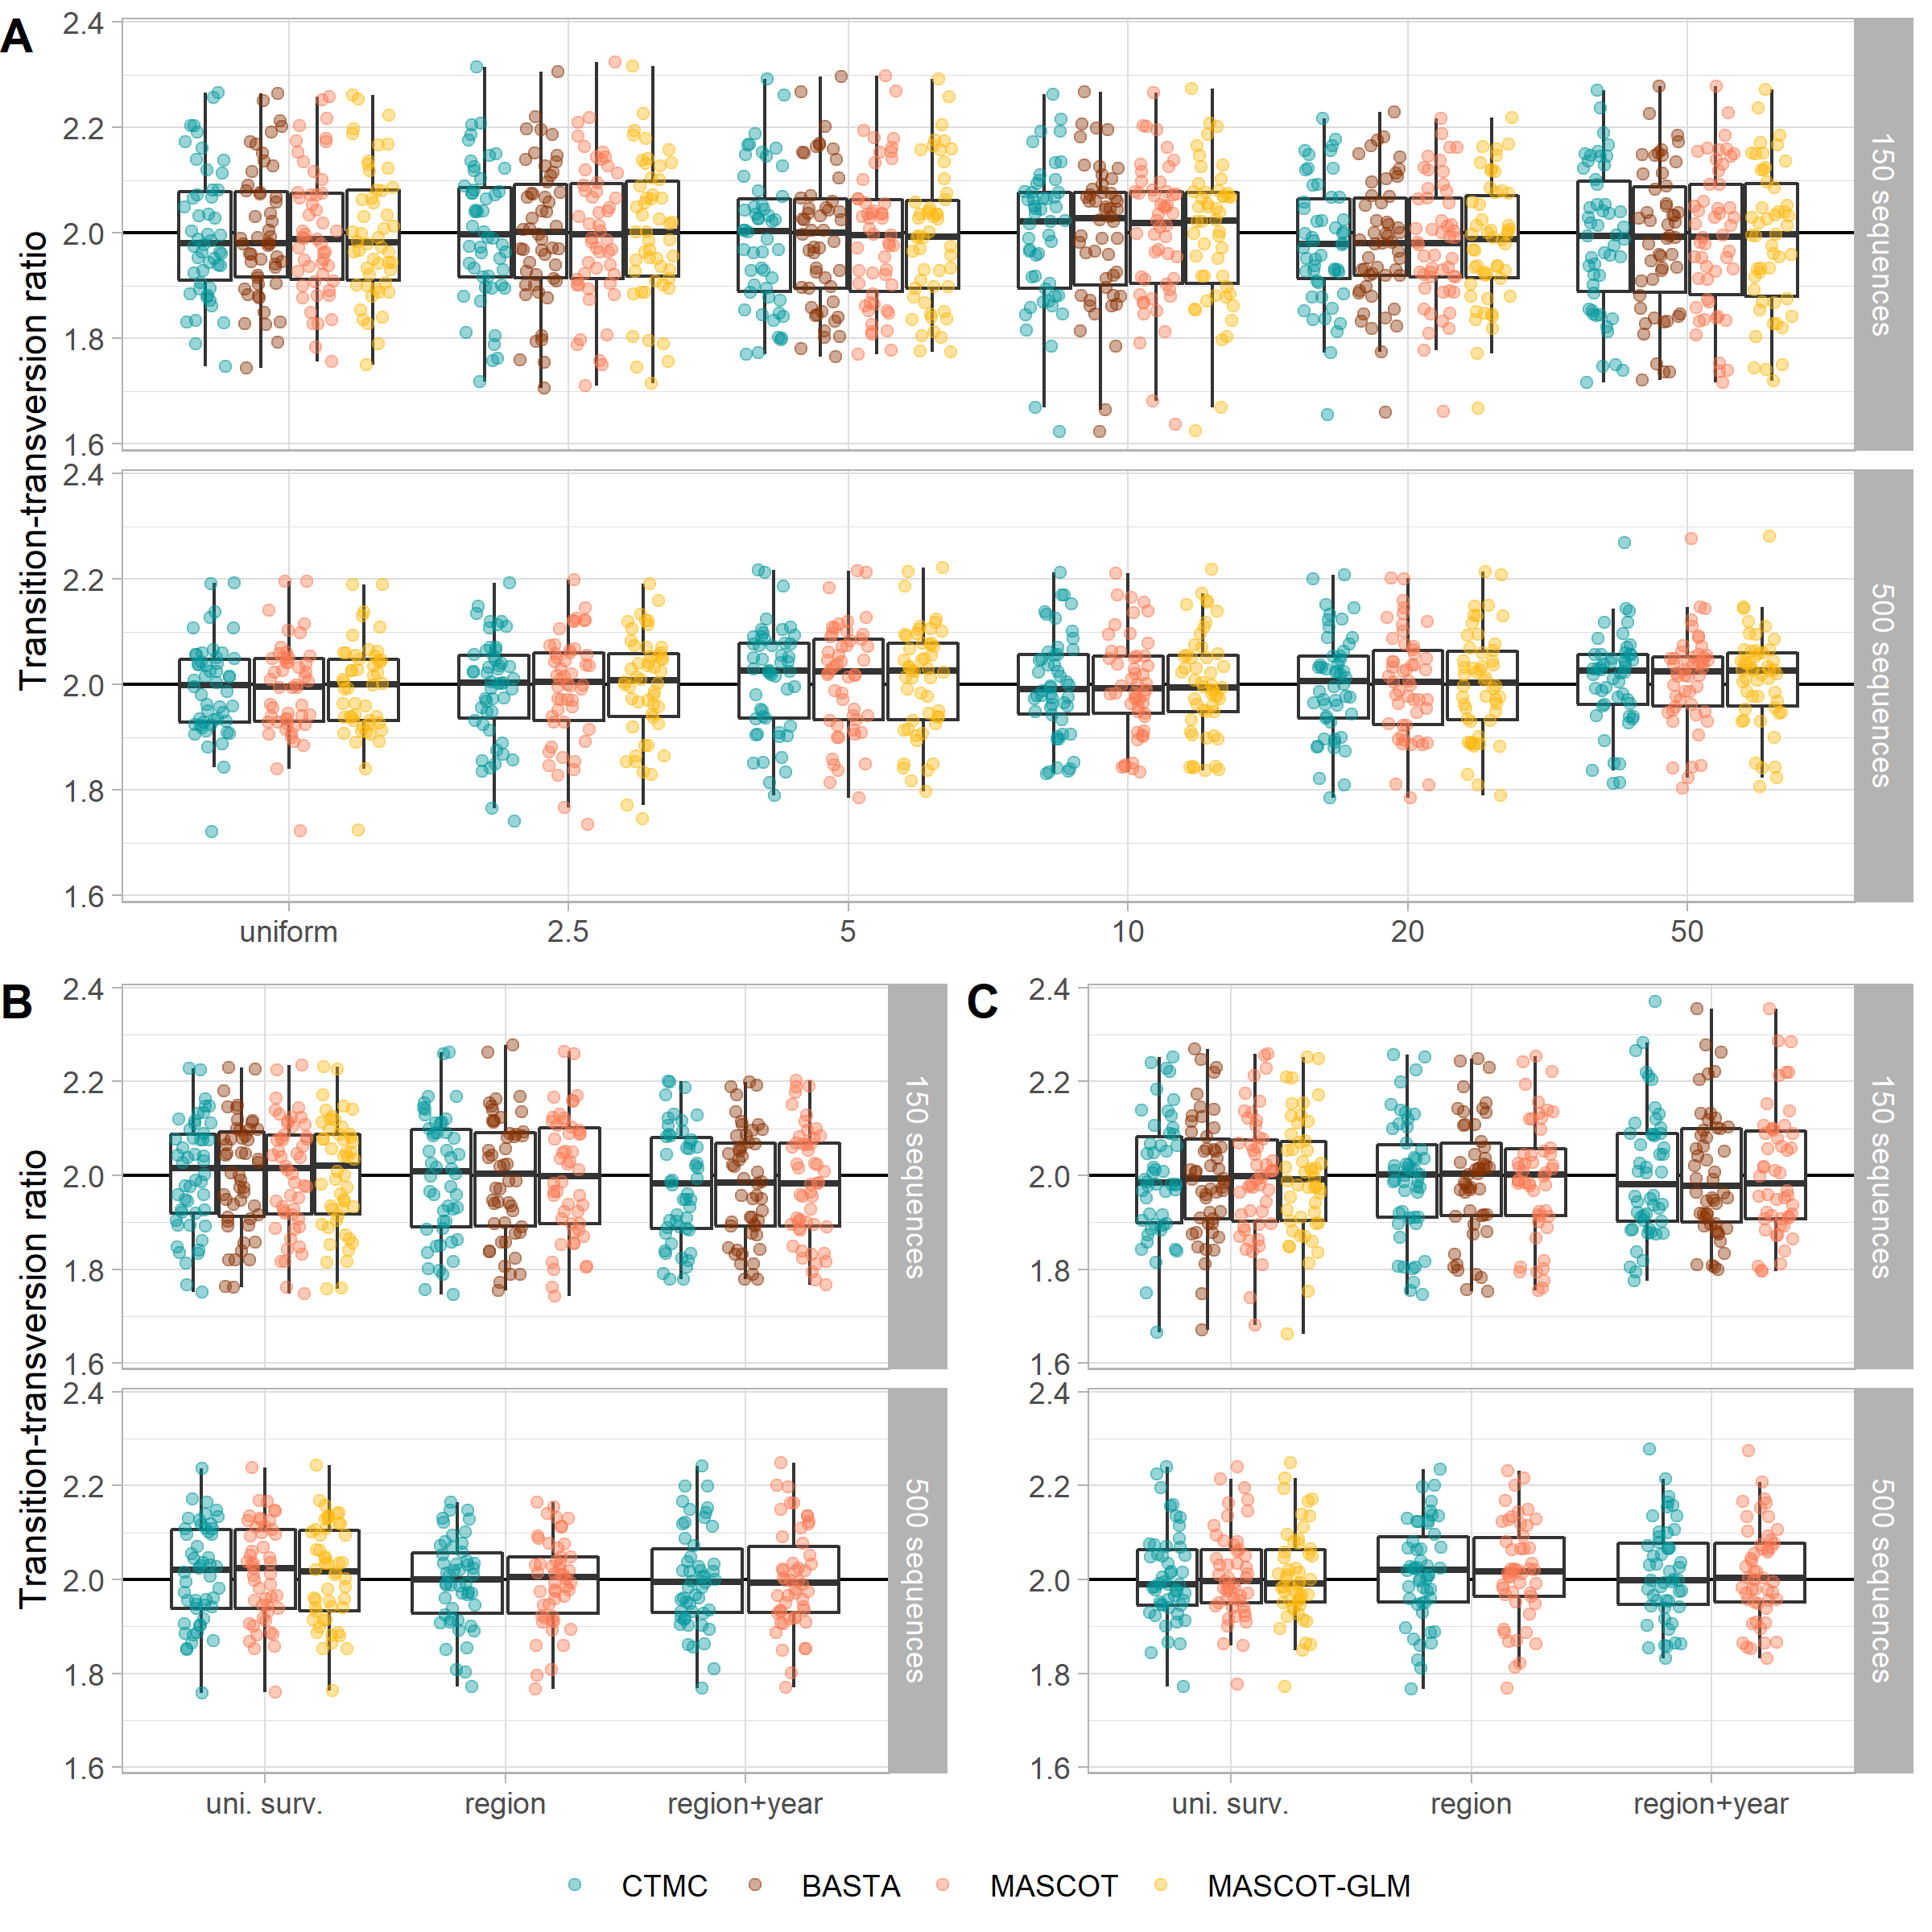 A
Transition-transversion ratio
2.4
2.2
2.0
1.8
1.6
150 sequences
2.4
2.2
2.0
1.8
1.6
500 sequences
uniform 2.5 5 10 20 50
B
Transition-transversion ratio
2.4
2.2
2.0
1.8
1.6
150 sequences
2.4
2.2
2.0
1.8
1.6
500 sequences
uni. surv. region region+year
C
2.4
2.2
2.0
1.8
1.6
150 sequences
2.4
2.2
2.0
1.8
1.6
500 sequences
uni. surv. region region+year
CTMC BASTA MASCOT MASCOT-GLM